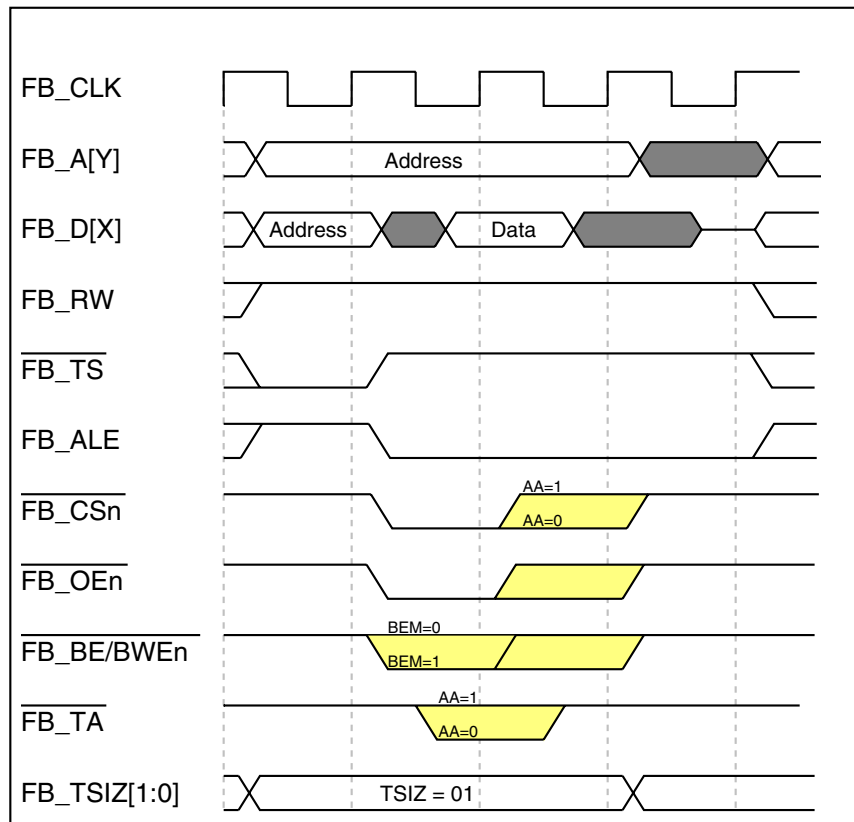 FB_CLK
FB_A[Y]
Address
FB_D[X]
Address
Data
FB_RW
FB_TS
FB_ALE
FB_CSn
AA=1
AA=0
FB_OEn
FB_BE/BWEn
BEM=0
BEM=1
FB_TA
AA=1
AA=0
FB_TSIZ[1:0]
TSIZ = 01